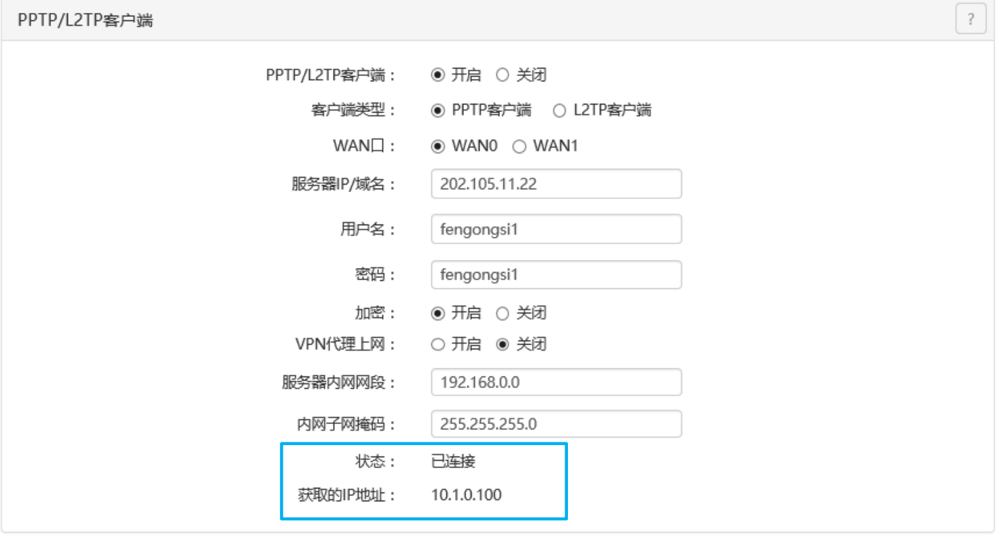 PPTP/L2TP客户端
?
PPTP/L2TP客户端： 开启 关闭
客户端类型： PPTP客户端 L2TP客户端
WAN口： WAN0 WAN1
服务器IP/域名： 202.105.11.22
用户名： fengongsi1
密码： fengongsi1
加密： 开启 关闭
VPN代理上网： 开启 关闭
服务器内网网段： 192.168.0.0
内网子网掩码： 255.255.255.0
状态： 已连接
获取的IP地址： 10.1.0.100